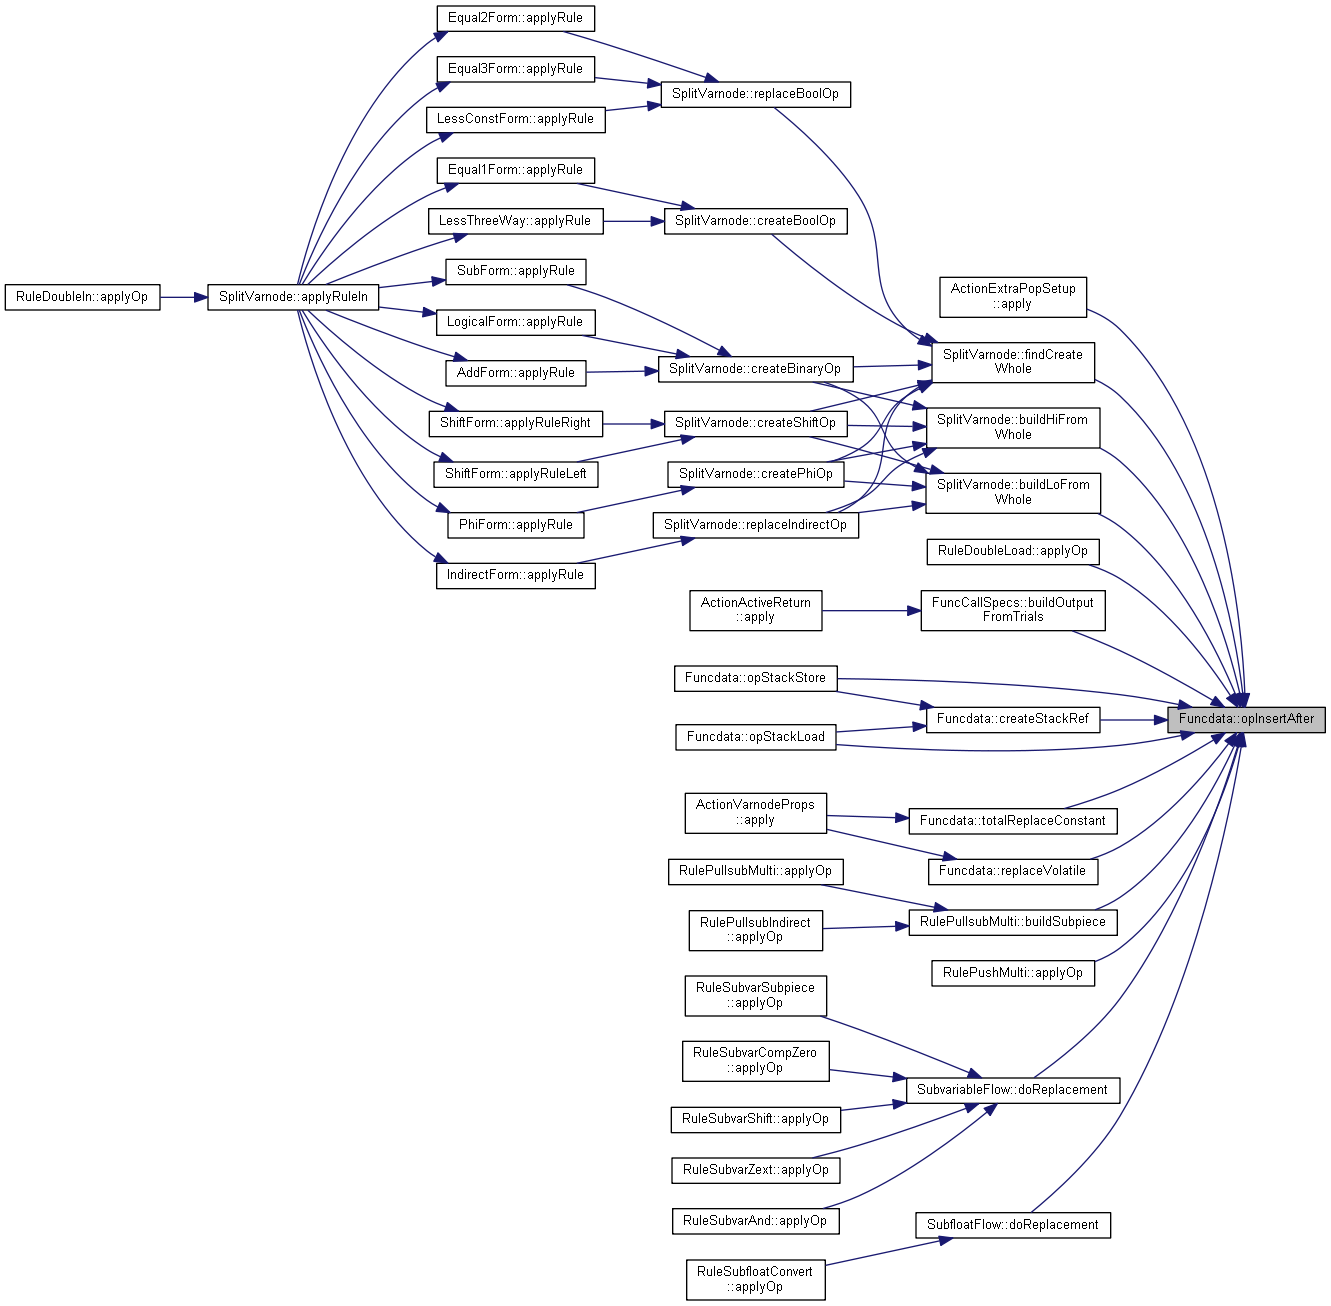 Equal2Form::applyRule
Equal3Form::applyRule
SplitVarnode::replaceBoolOp
LessConstForm::applyRule
Equal1Form::applyRule
LessThreeWay::applyRule
SplitVarnode::createBoolOp
SubForm::applyRule
RuleDoubleIn::applyOp
SplitVarnode::applyRuleIn
ActionExtraPopSetup
::apply
LogicalForm::applyRule
SplitVarnode::findCreate
Whole
AddForm::applyRule
SplitVarnode::createBinaryOp
ShiftForm::applyRuleRight
SplitVarnode::createShiftOp
SplitVarnode::buildHiFrom
Whole
ShiftForm::applyRuleLeft
SplitVarnode::createPhiOp
SplitVarnode::buildLoFrom
Whole
PhiForm::applyRule
SplitVarnode::replaceIndirectOp
RuleDoubleLoad::applyOp
IndirectForm::applyRule
ActionActiveReturn
::apply
FuncCallSpecs::buildOutput
FromTrials
Funcdata::opStackStore
Funcdata::createStackRef
Funcdata::opInsertAfter
Funcdata::opStackLoad
ActionVarnodeProps
::apply
Funcdata::totalReplaceConstant
RulePullsubMulti::applyOp
Funcdata::replaceVolatile
RulePullsubIndirect
::applyOp
RulePullsubMulti::buildSubpiece
RulePushMulti::applyOp
RuleSubvarSubpiece
::applyOp
RuleSubvarCompZero
::applyOp
SubvariableFlow::doReplacement
RuleSubvarShift::applyOp
RuleSubvarZext::applyOp
RuleSubvarAnd::applyOp
SubfloatFlow::doReplacement
RuleSubfloatConvert
::applyOp